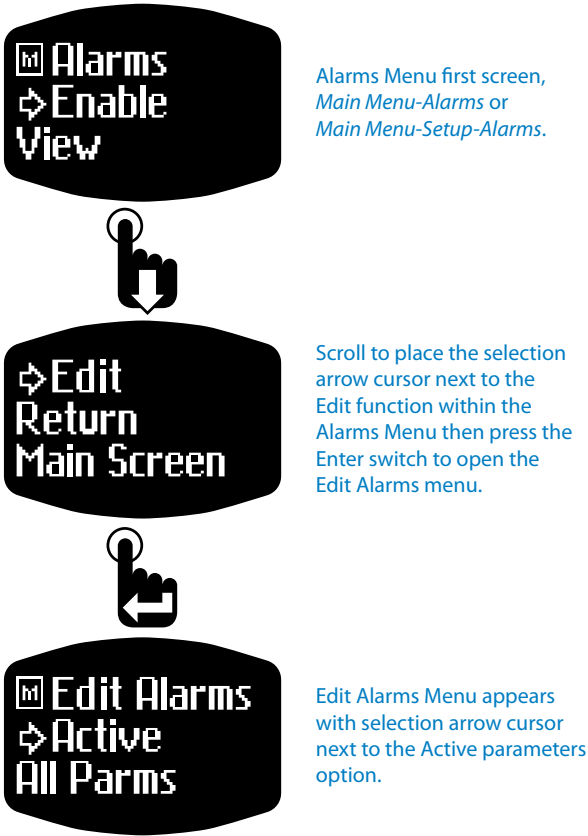 M Alarms
Enable
View
Alarms Menu first screen,
Main Menu-Alarms or
Main Menu-Setup-Alarms.
Edit
Return
Main Screen
Scroll to place the selection
arrow cursor next to the
Edit function within the
Alarms Menu then press the
Enter switch to open the
Edit Alarms menu.
M Edit Alarms
Active
All Parms
Edit Alarms Menu appears
with selection arrow cursor
next to the Active parameters
option.